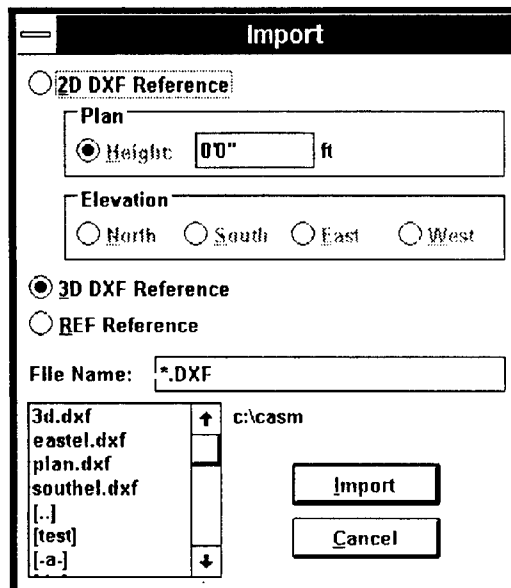 Import
2D DXF Reference
Plan
Height: 0'0" ft
Elevation
North South East West
3D DXF Reference
REF Reference
File Name: *.DXF
3d.dxf c:\casm
eastel.dxf
plan.dxf
southel.dxf
[..]
[test]
[-a-]
Import
Cancel